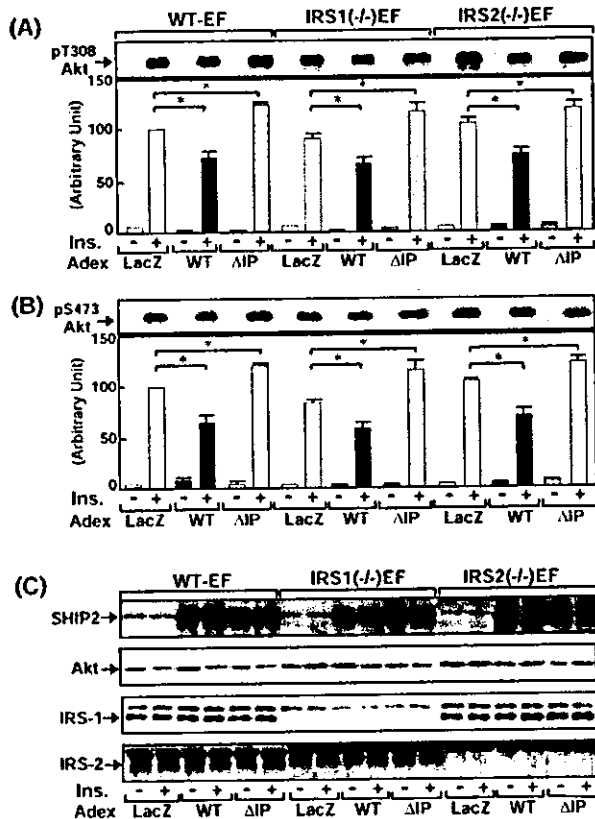 (A)
WT-EF IRS1(-/-)EF IRS2(-/-)EF
pT308
Akt
150
100
50
0
(Arbitrary Unit)
* * * * * *
Ins. - + - + - + - + - + - + - + - + - +
Adex LacZ WT ΔIP LacZ WT ΔIP LacZ WT ΔIP
(B)
pS473
Akt
150
100
50
0
(Arbitrary Unit)
* * * * * *
Ins. - + - + - + - + - + - + - + - + - +
Adex LacZ WT ΔIP LacZ WT ΔIP LacZ WT ΔIP
(C)
WT-EF IRS1(-/-)EF IRS2(-/-)EF
SHIP2
Akt
IRS-1
IRS-2
Ins. - + - + - + - + - + - + - + - + - +
Adex LacZ WT ΔIP LacZ WT ΔIP LacZ WT ΔIP